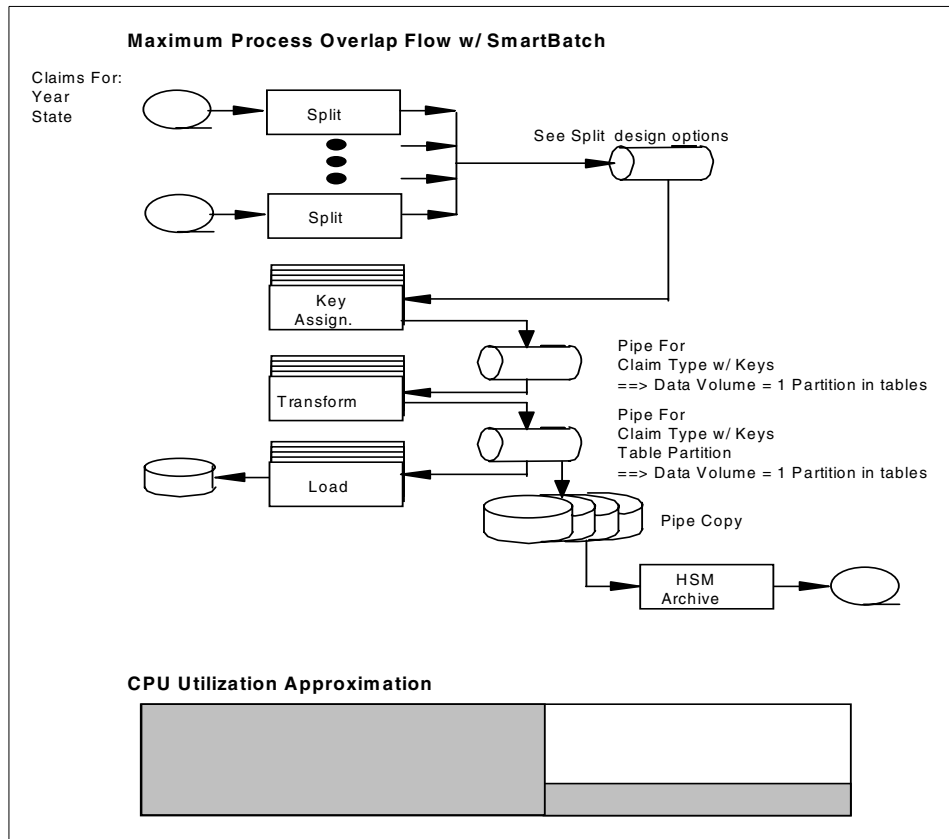 Maximum Process Overlap Flow w/ SmartBatch
Claims For:
Year
State
Split
See Split design options
Split
Key
Assign.
Pipe For
Claim Type w/ Keys
==> Data Volume = 1 Partition in tables
Transform
Pipe For
Claim Type w/ Keys
Table Partition
==> Data Volume = 1 Partition in tables
Load
Pipe Copy
HSM
Archive
CPU Utilization Approximation